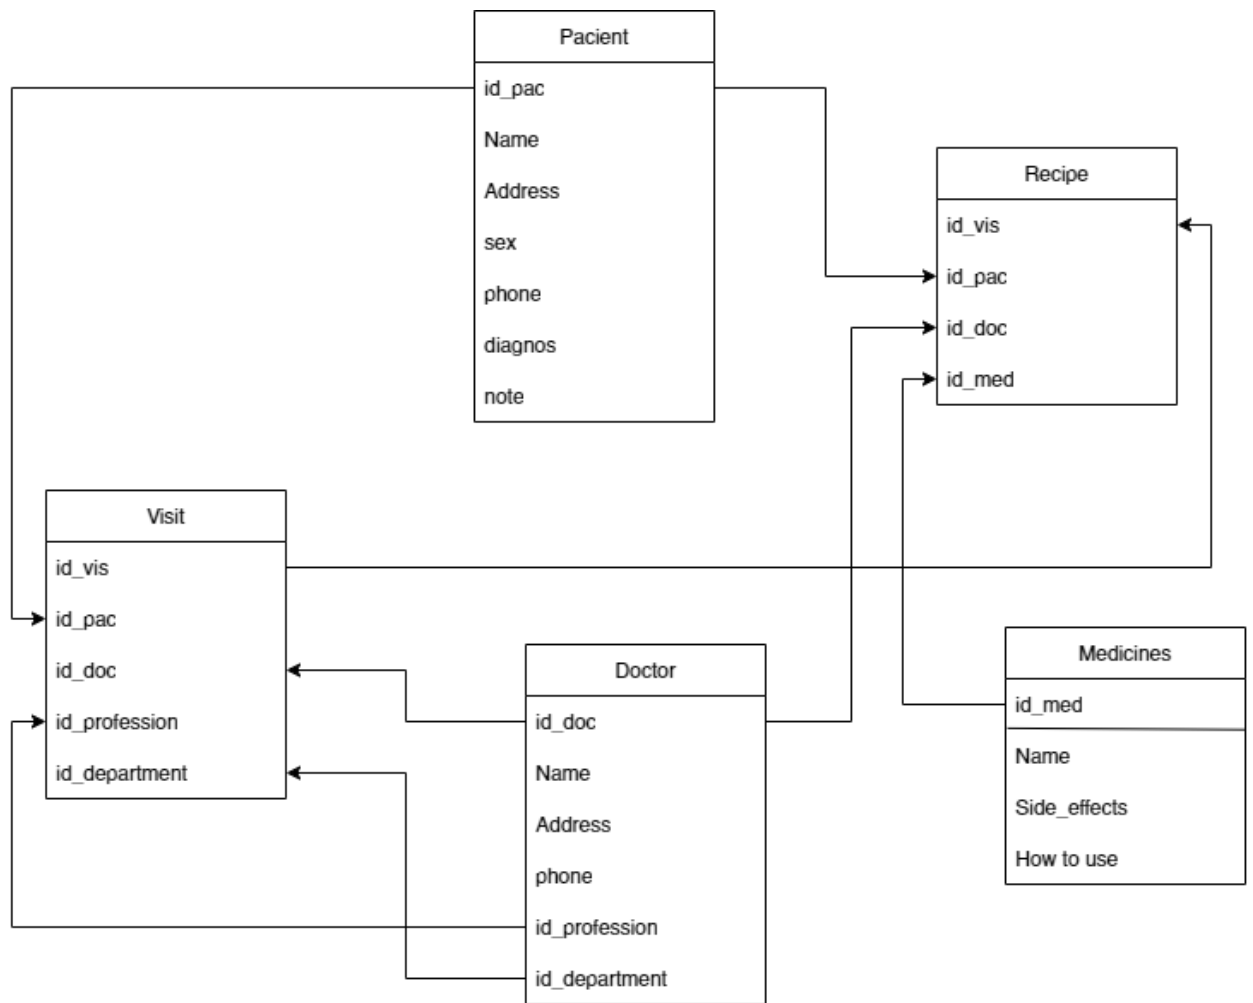 Pacient
id_pac
Name
Address
sex
phone
diagnos
note
Recipe
id_vis
id_pac
id_doc
id_med
Visit
id_vis
id_pac
id_doc
id_profession
id_department
Doctor
id_doc
Name
Address
phone
id_profession
id_department
Medicines
id_med
Name
Side_effects
How to use